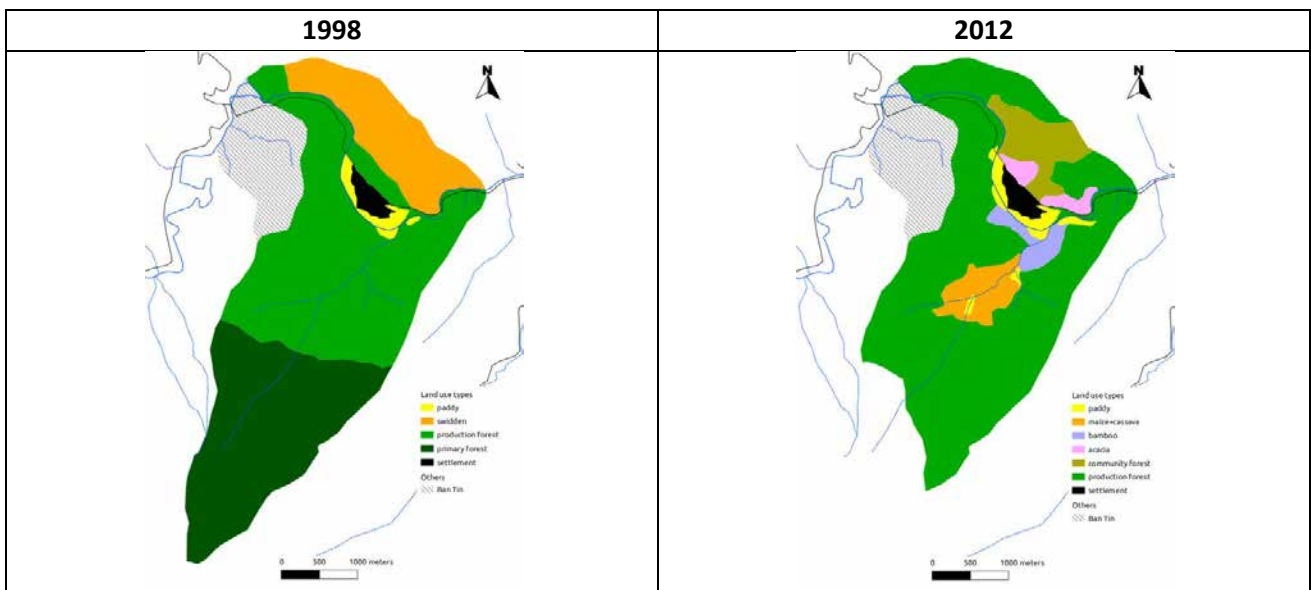 1998
2012
N
Land use types
paddy
swidden
production forest
primary forest
settlement
Others
Ban Tin
0 500 1000 meters
N
Land use types
paddy
maize+cassava
bamboo
acacia
community forest
production forest
settlement
Others
Ban Tin
0 500 1000 meters